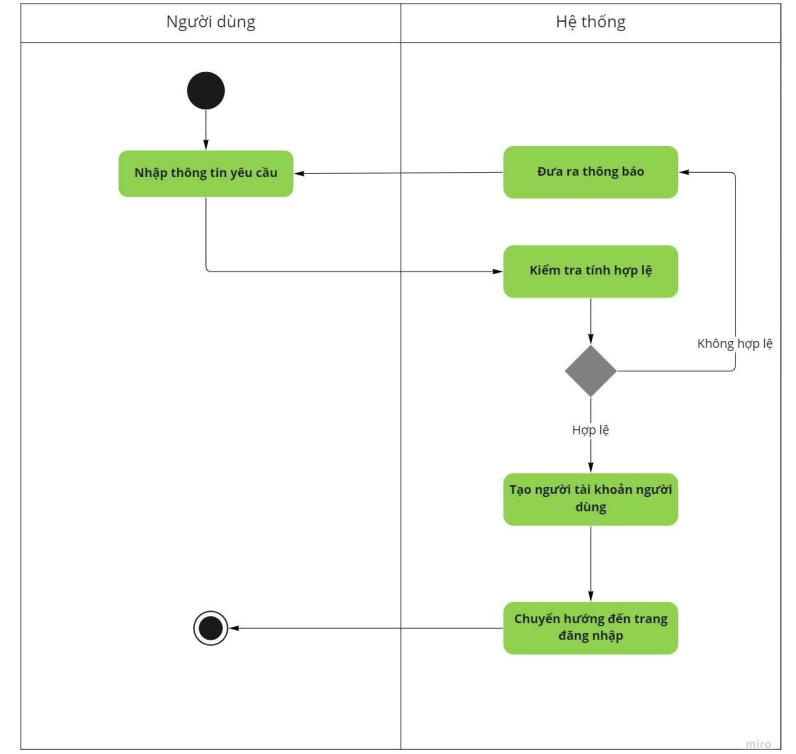 Người dùng
Hệ thống
Nhập thông tin yêu cầu
Đưa ra thông báo
Kiểm tra tính hợp lệ
Không hợp lệ
Hợp lệ
Tạo người tài khoản người
dùng
Chuyển hướng đến trang
đăng nhập
miro